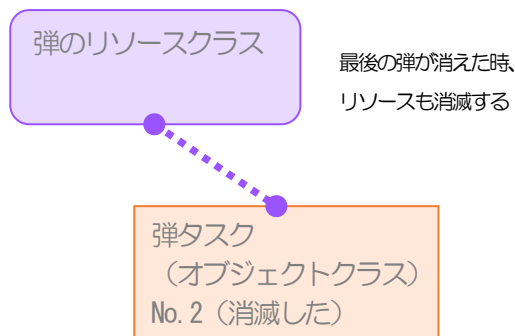 弾のリソースクラス
最後の弾が消えた時、
リソースも消滅する
弾タスク
（オブジェクトクラス）
No.2（消滅した）